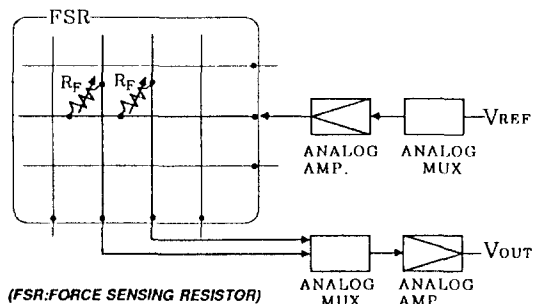 FSR
RF
RF
VREF
ANALOG
AMP.
ANALOG
MUX
VOUT
ANALOG
MUX
ANALOG
AMP.
(FSR:FORCE SENSING RESISTOR)